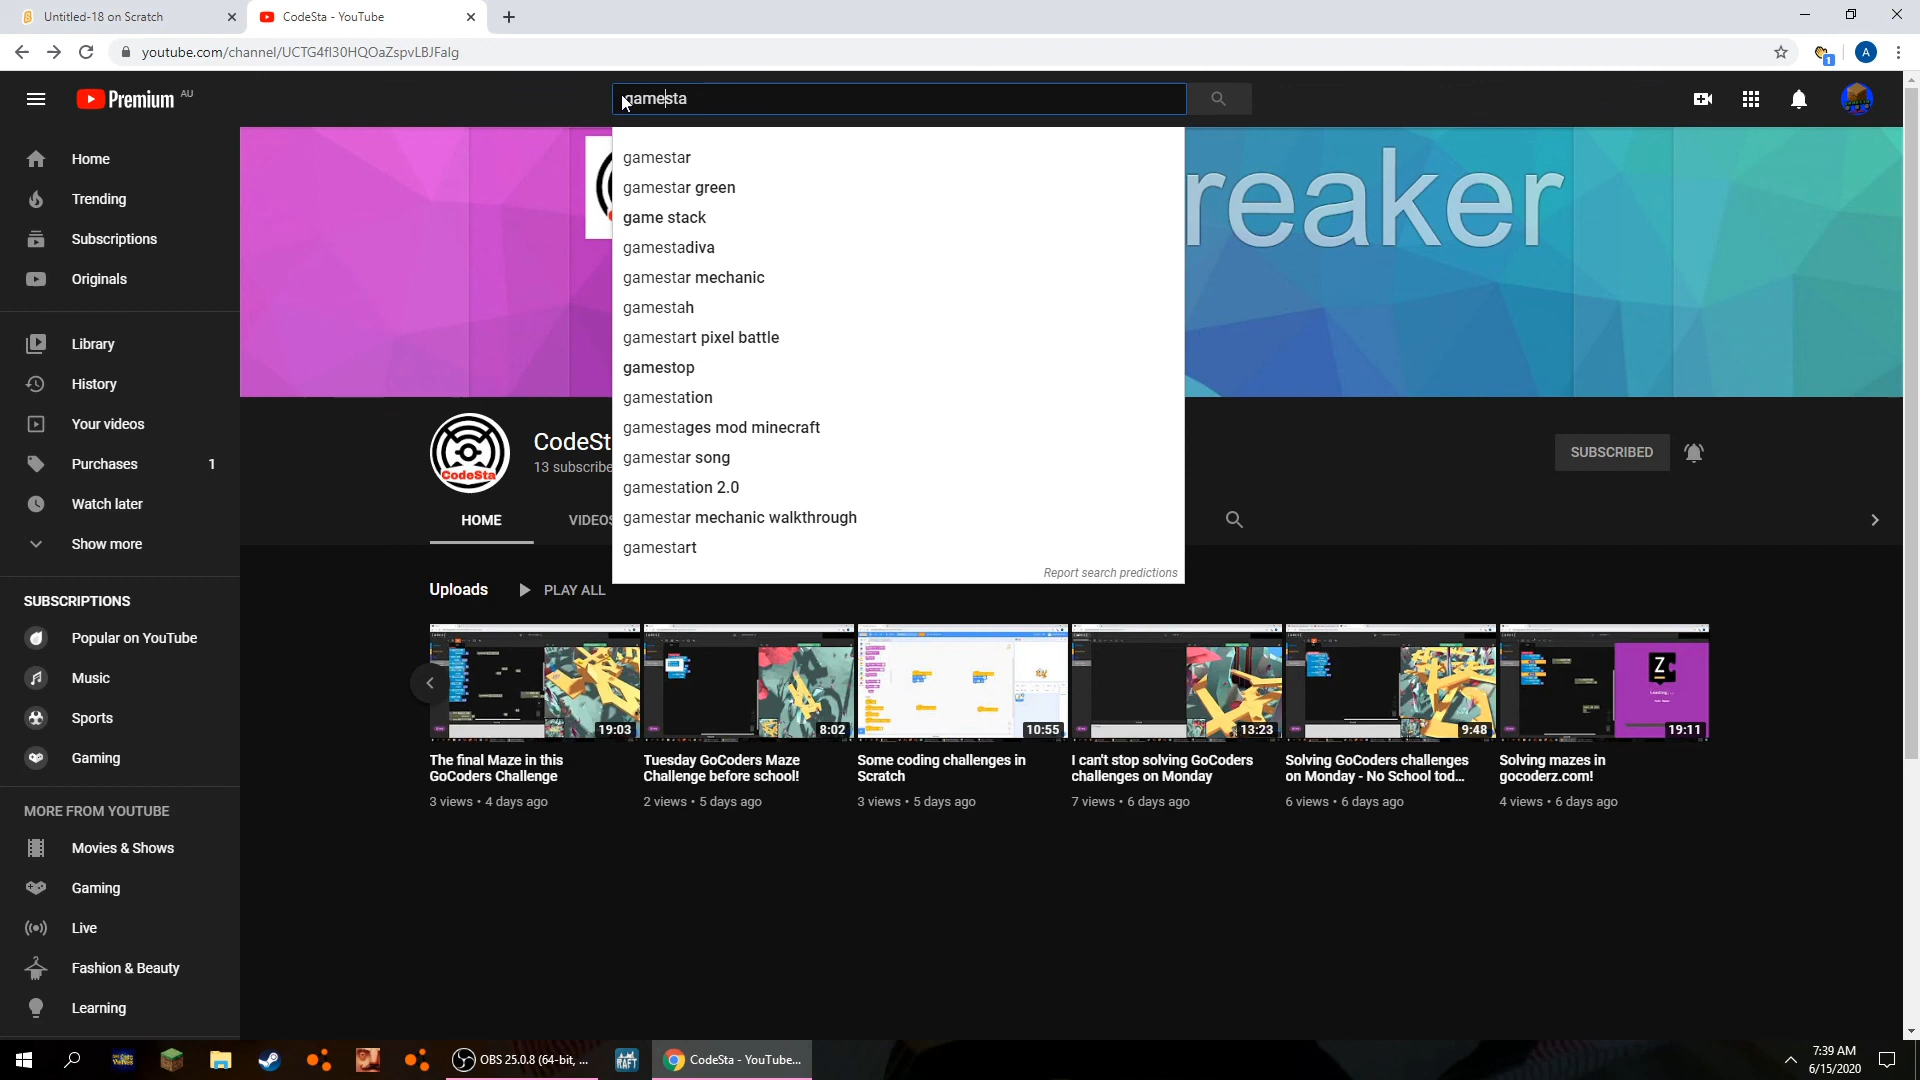 Untitled-18 on Scratch
CodeSta - YouTube
youtube.com/channel/UCTG4fI30HQOaZspvLBJFalg
A
1
Premium AU
gamesta
gamestar
gamestar green
game stack
gamestadiva
gamestar mechanic
gamestah
gamestart pixel battle
gamestop
gamestation
gamestages mod minecraft
gamestar song
gamestation 2.0
gamestar mechanic walkthrough
gamestart
Report search predictions
reaker
Home
Trending
Subscriptions
Originals
Library
History
Your videos
Purchases 1
Watch later
Show more
SUBSCRIPTIONS
Popular on YouTube
Music
Sports
Gaming
MORE FROM YOUTUBE
Movies & Shows
Gaming
Live
Fashion & Beauty
Learning
CodeSta
CodeSt
13 subscribe
SUBSCRIBED
HOME
VIDEOS
Uploads
PLAY ALL
19:03
8:02
10:55
13:23
9:48
19:11
The final Maze in this
GoCoders Challenge
3 views • 4 days ago
Tuesday GoCoders Maze
Challenge before school!
2 views • 5 days ago
Some coding challenges in
Scratch
3 views • 5 days ago
I can't stop solving GoCoders
challenges on Monday
7 views • 6 days ago
Solving GoCoders challenges
on Monday - No School tod...
6 views • 6 days ago
Solving mazes in
gocoderz.com!
4 views • 6 days ago
OBS 25.0.8 (64-bit, ...
RAFT
CodeSta - YouTube...
7:39 AM
6/15/2020